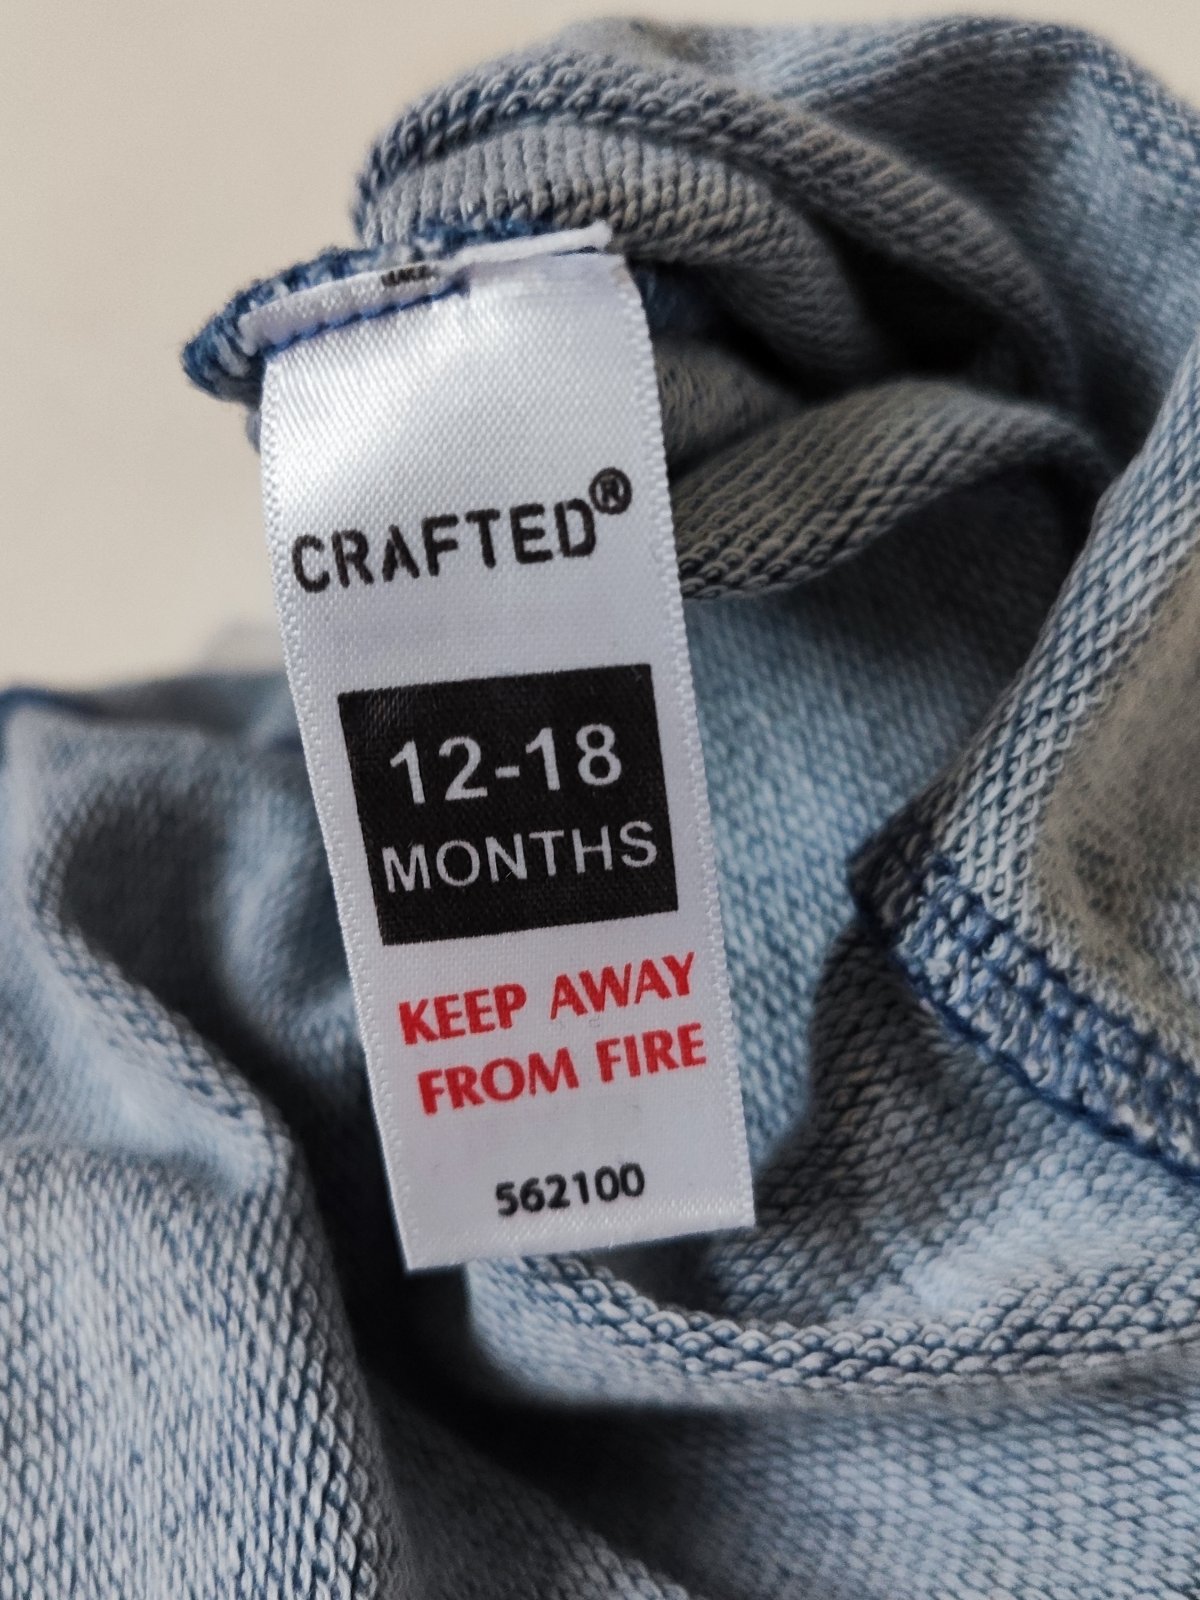 CRAFTED®
12-18
MONTHS
KEEP AWAY
FROM FIRE
562100